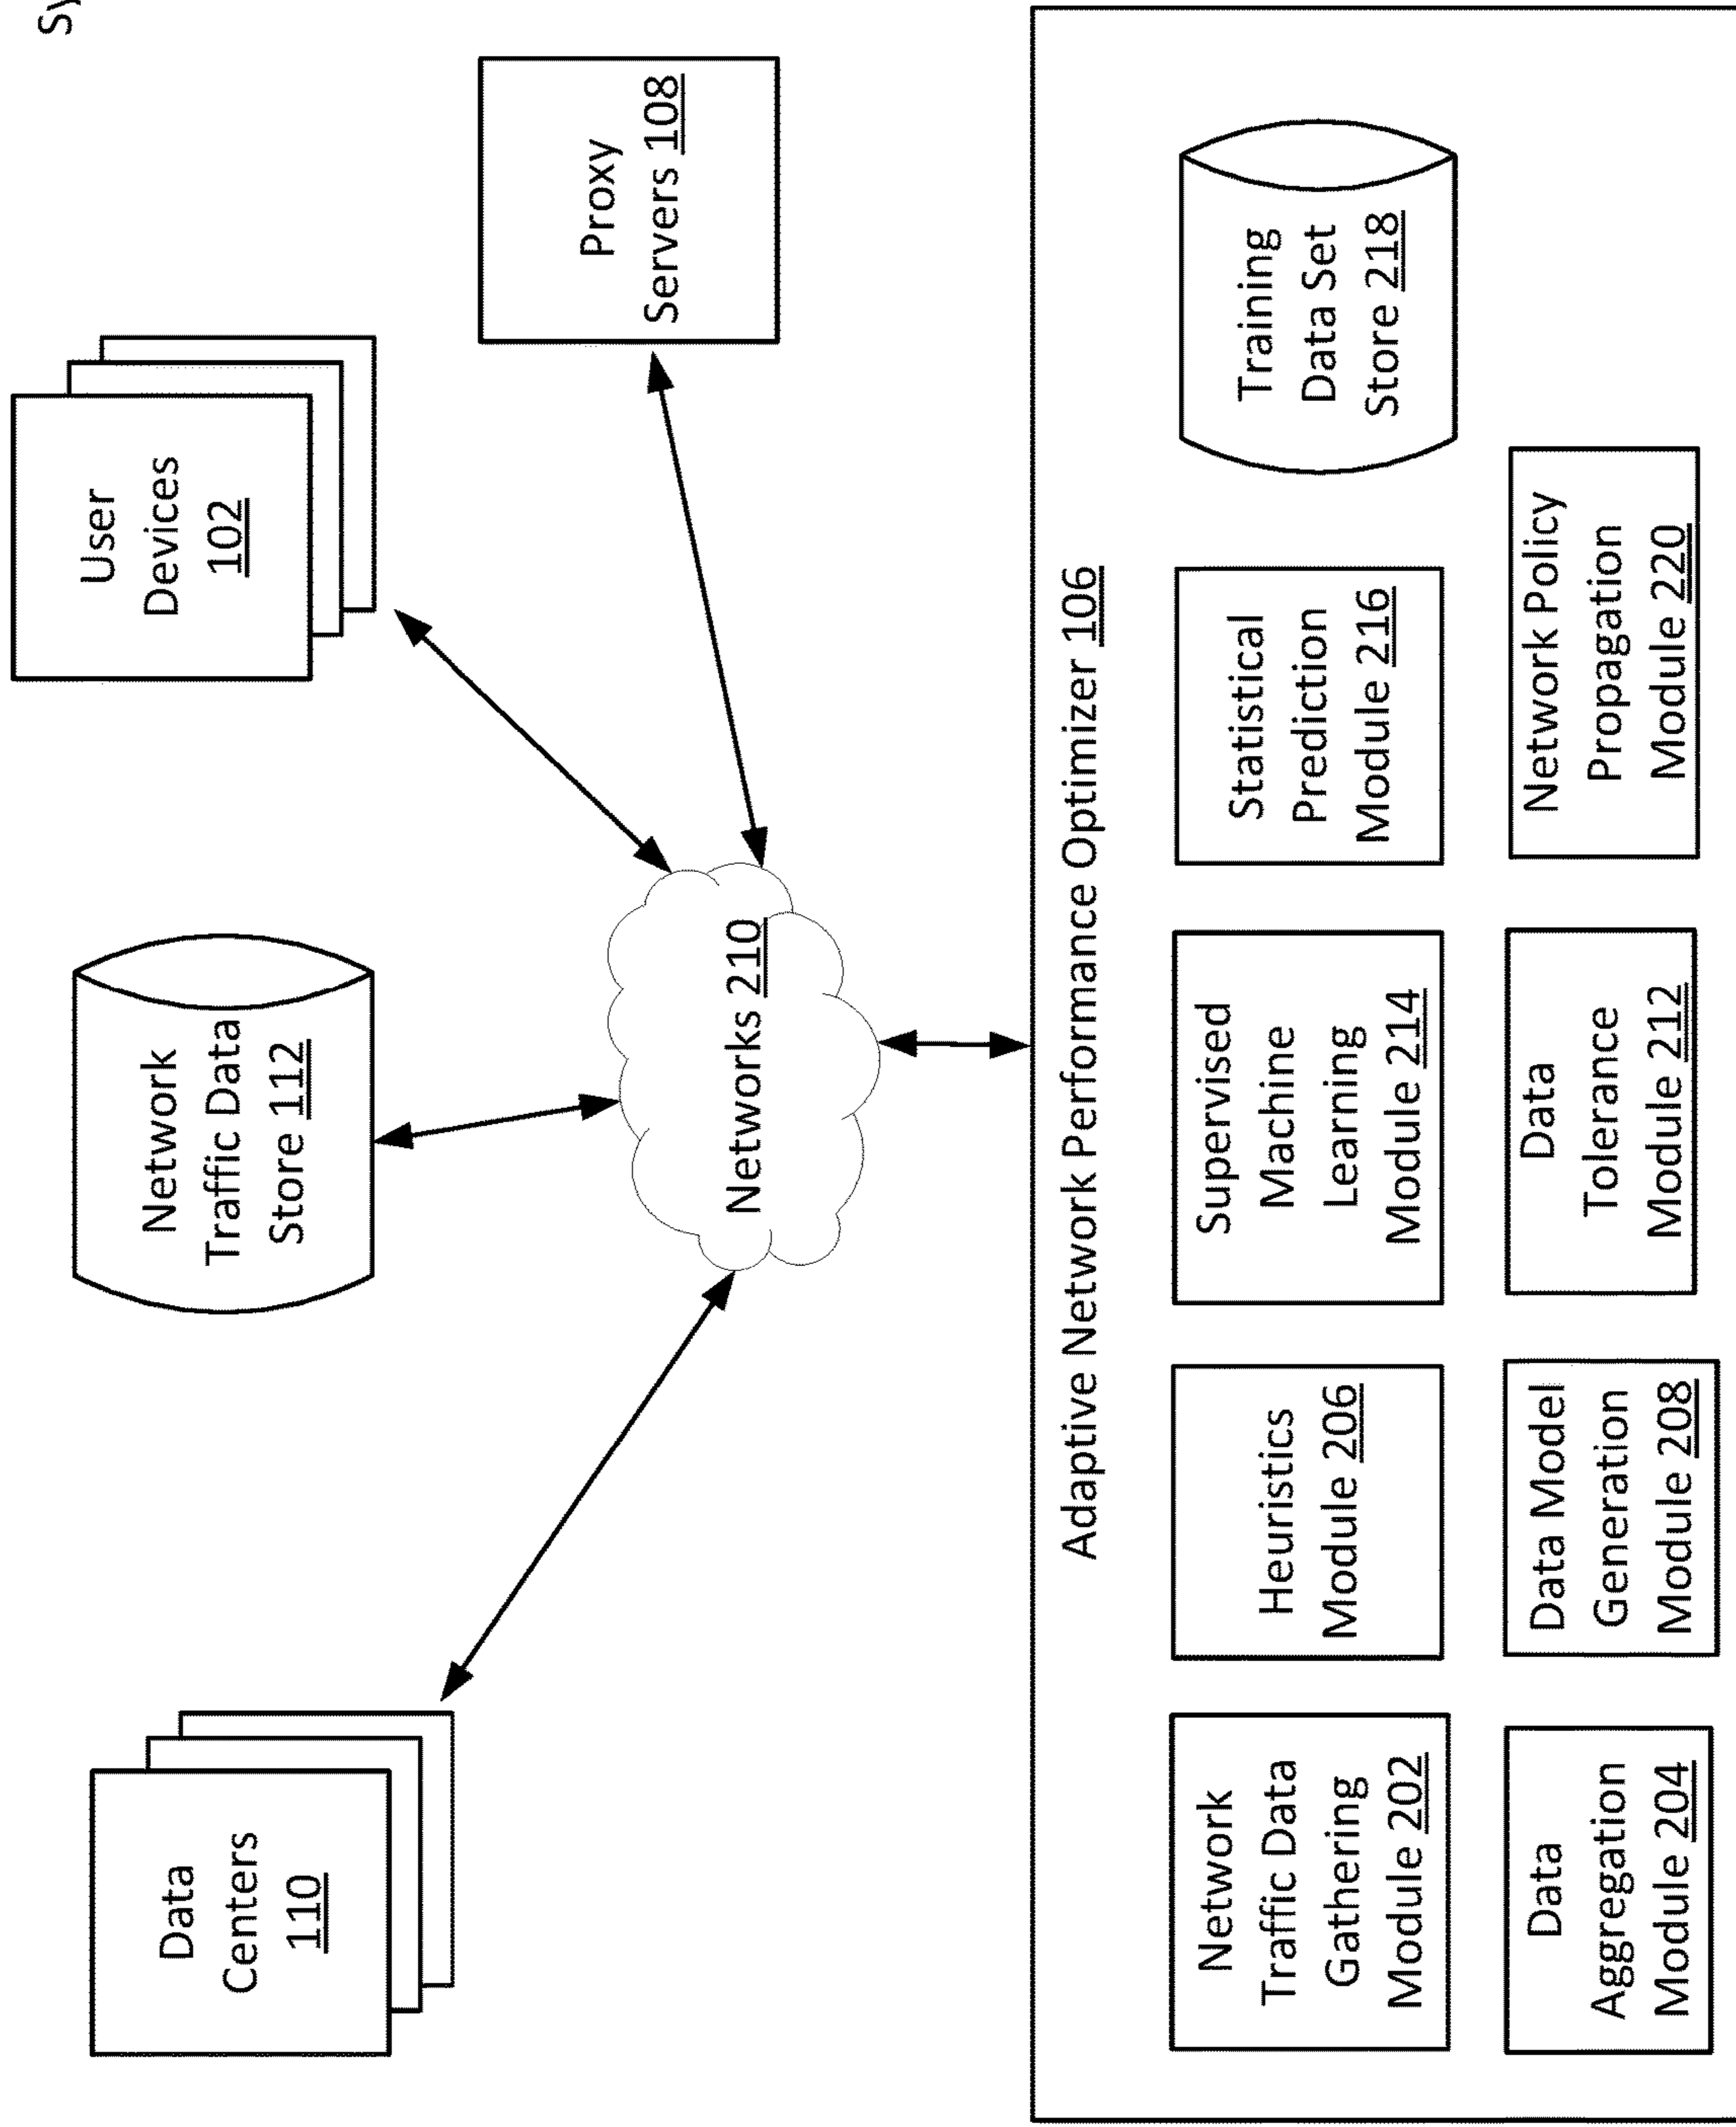 Sy
Data
Centers
110
Network
Traffic Data
Store 112
User
Devices
102
Proxy
Servers 108
Networks 210
Adaptive Network Performance Optimizer 106
Network
Traffic Data
Gathering
Module 202
Heuristics
Module 206
Supervised
Machine
Learning
Module 214
Statistical
Prediction
Module 216
Training
Data Set
Store 218
Data
Aggregation
Module 204
Data Model
Generation
Module 208
Data
Tolerance
Module 212
Network Policy
Propagation
Module 220